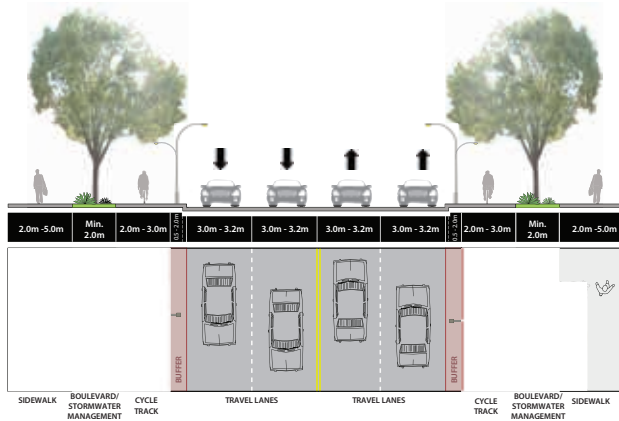 2.0m -5.0m
Min.
2.0m
2.0m - 3.0m
0.5 - 2.0m
3.0m - 3.2m
3.0m - 3.2m
3.0m - 3.2m
3.0m - 3.2m
0.5 - 2.0m
2.0m - 3.0m
Min.
2.0m
2.0m -5.0m
BUFFER
BUFFER
SIDEWALK
BOULEVARD/
STORMWATER
MANAGEMENT
CYCLE
TRACK
TRAVEL LANES
TRAVEL LANES
CYCLE
TRACK
BOULEVARD/
STORMWATER
MANAGEMENT
SIDEWALK